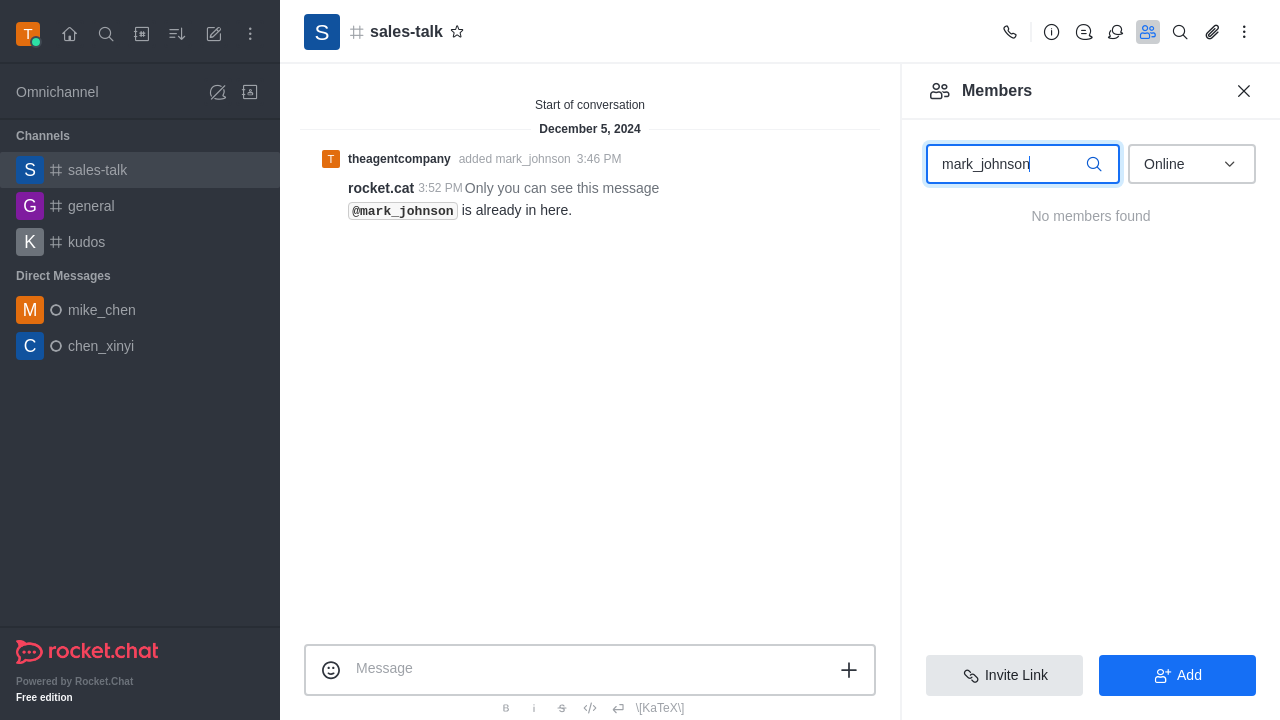 T
S
sales-talk
Omnichannel
Channels
S sales-talk
G general
K kudos
Direct Messages
M mike_chen
C chen_xinyi
rocket.chat
Powered by Rocket.Chat
Free edition
Start of conversation
December 5, 2024
T theagentcompany added mark_johnson 3:46 PM
rocket.cat 3:52 PM Only you can see this message
@mark_johnson is already in here.
Message
B i S </> \[KaTeX\]
Members
mark_johnson
Online
No members found
Invite Link
Add